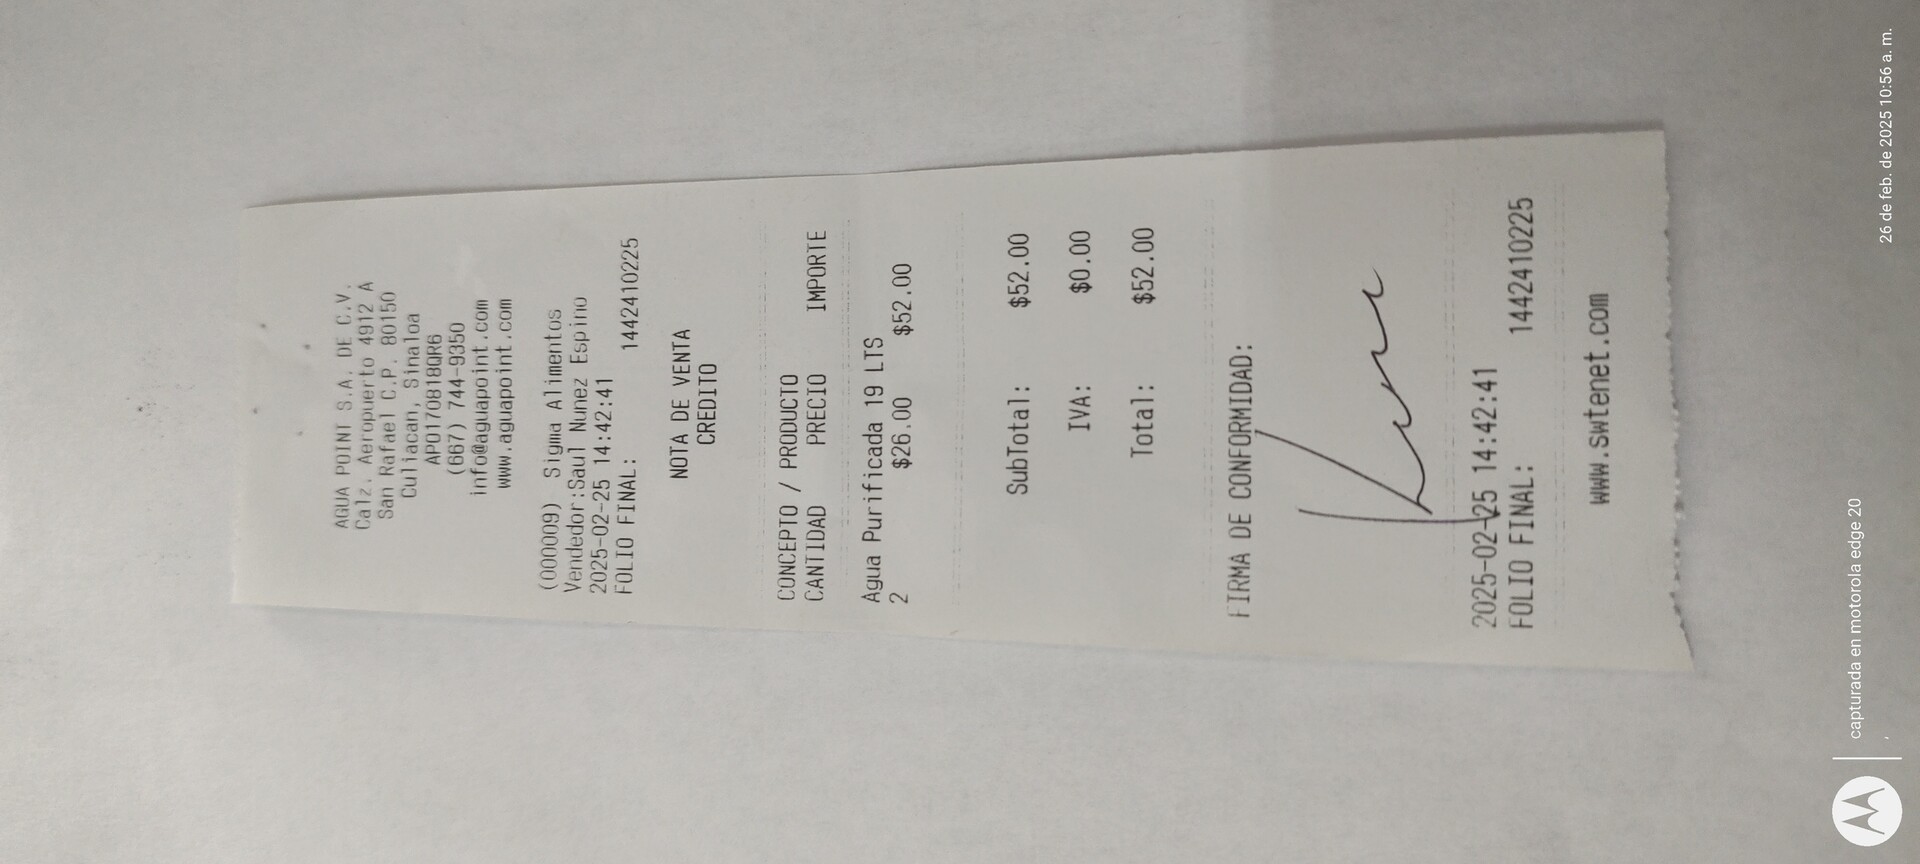 AGUA POINT S.A. DE C.V.
Calz. Aeropuerto 4912 A
San Rafael C.P. 80150
Culiacan, Sinaloa
APO170818QR6
(667) 744-9350
info@aguapoint.com
www.aguapoint.com
(000009) Sigma Alimentos
Vendedor:Saul Nunez Espino
2025-02-25 14:42:41
FOLIO FINAL: 1442410225
NOTA DE VENTA
CREDITO
CONCEPTO / PRODUCTO
CANTIDAD PRECIO IMPORTE
Agua Purificada 19 LTS
2 $26.00 $52.00
SubTotal: $52.00
IVA: $0.00
Total: $52.00
FIRMA DE CONFORMIDAD:
2025-02-25 14:42:41
FOLIO FINAL: 1442410225
www.swtenet.com
capturada en motorola edge 20
26 de feb. de 2025 10:56 a. m.